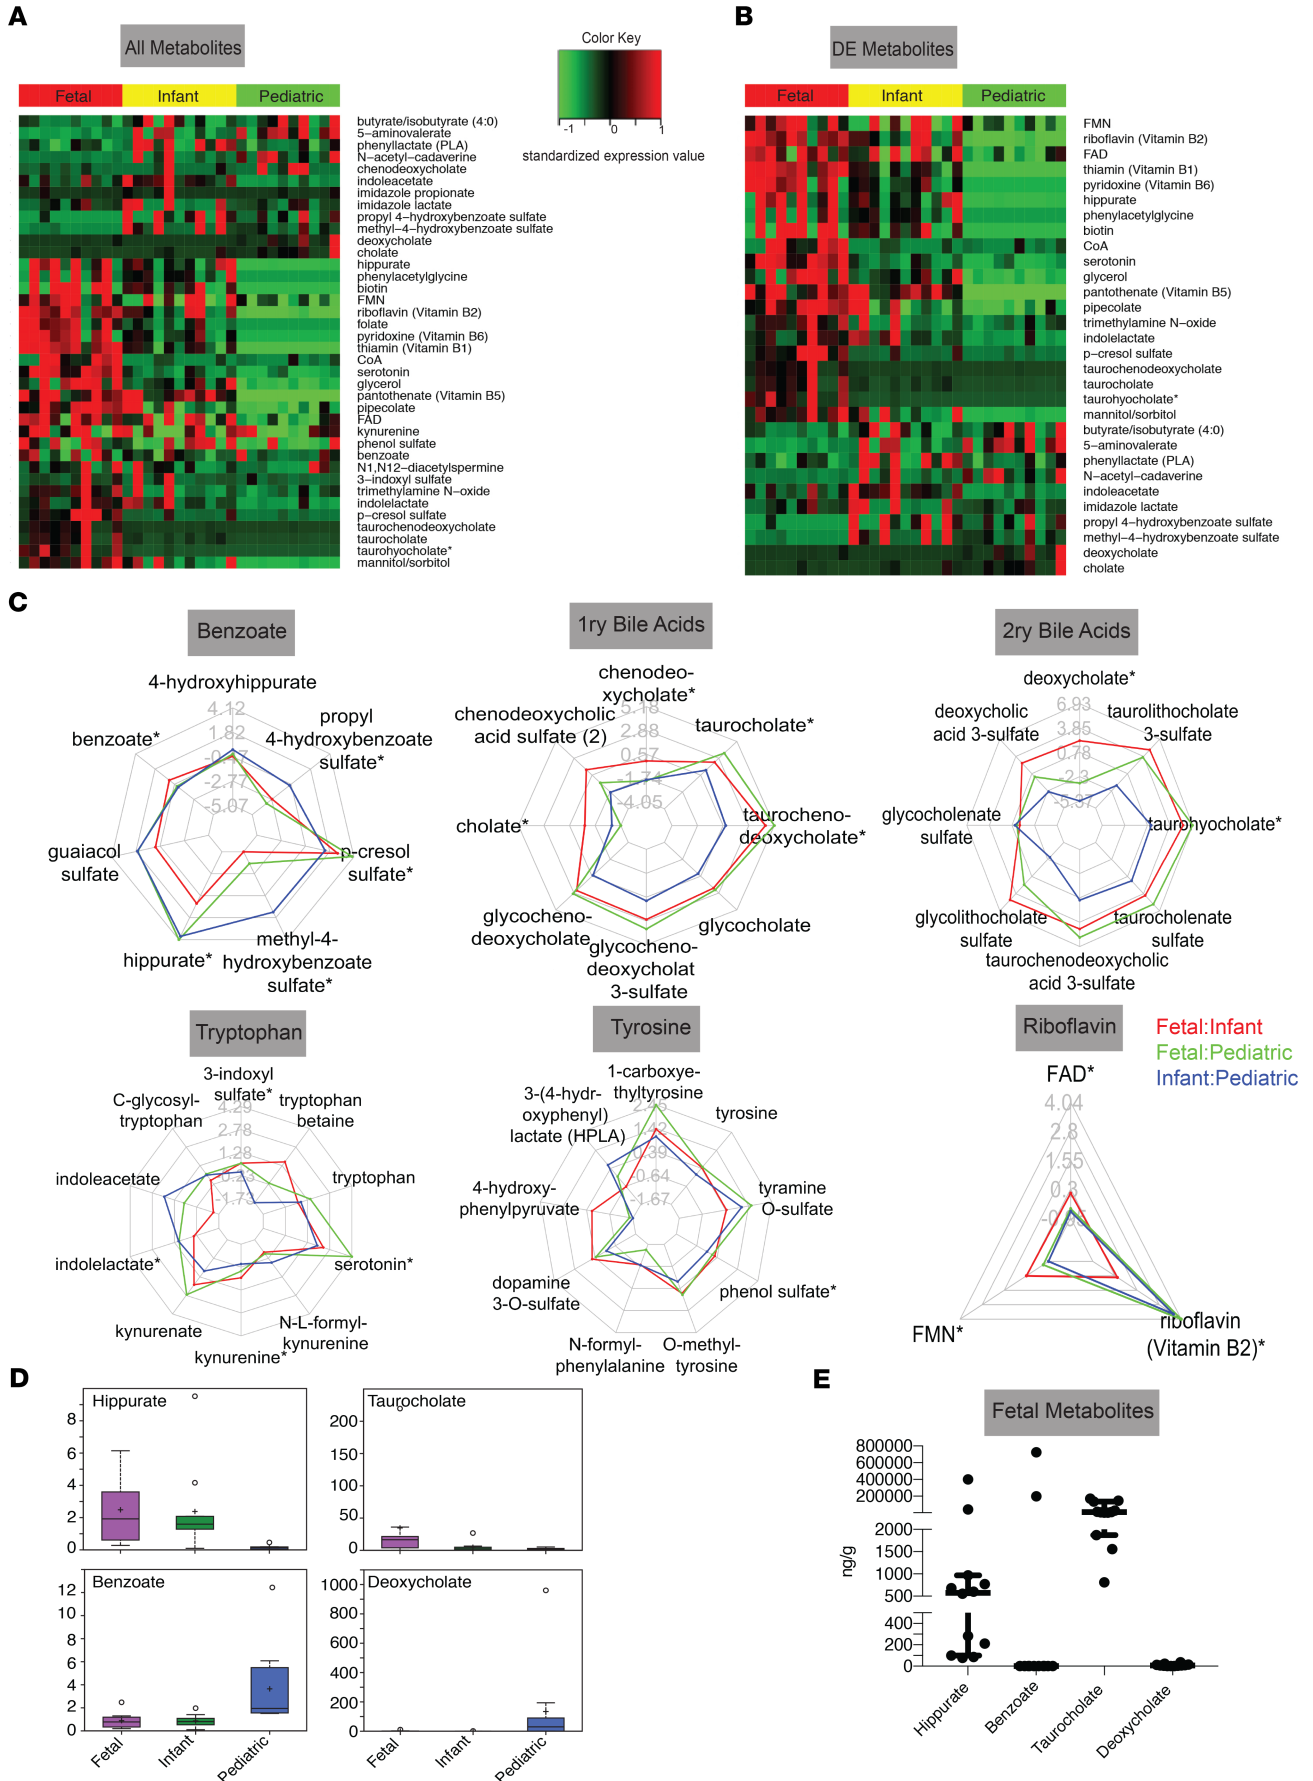 A
All Metabolites
Fetal
Infant
Pediatric
butyrate/isobutyrate (4:0)
5−aminovalerate
phenyllactate (PLA)
N−acetyl−cadaverine
chenodeoxycholate
indoleacetate
imidazole propionate
imidazole lactate
propyl 4−hydroxybenzoate sulfate
methyl−4−hydroxybenzoate sulfate
deoxycholate
cholate
hippurate
phenylacetylglycine
biotin
FMN
riboflavin (Vitamin B2)
folate
pyridoxine (Vitamin B6)
thiamin (Vitamin B1)
CoA
serotonin
glycerol
pantothenate (Vitamin B5)
pipecolate
FAD
kynurenine
phenol sulfate
benzoate
N1,N12−diacetylspermine
3−indoxyl sulfate
trimethylamine N−oxide
indolelactate
p−cresol sulfate
taurochenodeoxycholate
taurocholate
taurohyocholate*
mannitol/sorbitol
Color Key
-1
0
1
standardized expression value
B
DE Metabolites
Fetal
Infant
Pediatric
FMN
riboflavin (Vitamin B2)
FAD
thiamin (Vitamin B1)
pyridoxine (Vitamin B6)
hippurate
phenylacetylglycine
biotin
CoA
serotonin
glycerol
pantothenate (Vitamin B5)
pipecolate
trimethylamine N−oxide
indolelactate
p−cresol sulfate
taurochenodeoxycholate
taurocholate
taurohyocholate*
mannitol/sorbitol
butyrate/isobutyrate (4:0)
5−aminovalerate
phenyllactate (PLA)
N−acetyl−cadaverine
indoleacetate
imidazole lactate
propyl 4−hydroxybenzoate sulfate
methyl−4−hydroxybenzoate sulfate
deoxycholate
cholate
C
Benzoate
4-hydroxyhippurate
4.12
1.82
-2.77
-5.07
propyl
4-hydroxybenzoate
sulfate*
benzoate*
guaiacol
sulfate
p-cresol
sulfate*
hippurate*
methyl-4-
hydroxybenzoate
sulfate*
1ry Bile Acids
chenodeo-
xycholate*
5.18
2.88
0.57
-1.74
-4.05
chenodeoxycholic
acid sulfate (2)
taurocholate*
cholate*
taurocheno-
deoxycholate*
glycocheno-
deoxycholate
glycocholate
glycocheno-
deoxycholat
3-sulfate
2ry Bile Acids
deoxycholate*
6.93
3.85
0.78
-2.3
-5.37
deoxycholic
acid 3-sulfate
taurolithocholate
3-sulfate
glycocholenate
sulfate
taurohyocholate*
glycolithocholate
sulfate
taurocholenate
sulfate
taurochenodeoxycholic
acid 3-sulfate
Tryptophan
3-indoxyl
sulfate*
4.29
2.78
1.28
-1.73
C-glycosyl-
tryptophan
tryptophan
betaine
indoleacetate
tryptophan
indolelactate*
serotonin*
kynurenate
N-L-formyl-
kynurenine
kynurenine*
Tyrosine
1-carboxye-
thyltyrosine
1.42
0.39
-0.64
-1.67
3-(4-hydr-
oxyphenyl)
lactate (HPLA)
tyrosine
4-hydroxy-
phenylpyruvate
tyramine
O-sulfate
dopamine
3-O-sulfate
phenol sulfate*
N-formyl-
phenylalanine
O-methyl-
tyrosine
Riboflavin
FAD*
4.04
2.8
1.55
0.3
FMN*
riboflavin
(Vitamin B2)*
Fetal:Infant
Fetal:Pediatric
Infant:Pediatric
D
Hippurate
8
6
4
2
0
Taurocholate
200
150
100
50
0
Benzoate
12
10
8
6
4
2
0
Deoxycholate
1000
800
600
400
200
0
Fetal
Infant
Pediatric
Fetal
Infant
Pediatric
E
Fetal Metabolites
ng/g
800000
600000
400000
200000
2000
1500
1000
500
400
200
0
Hippurate
Benzoate
Taurocholate
Deoxycholate